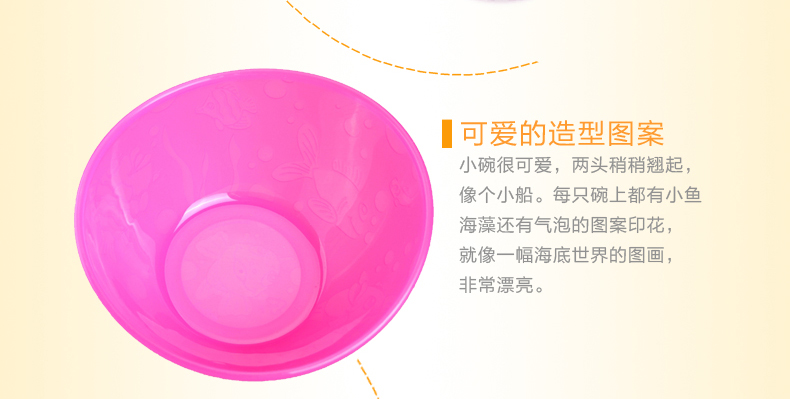 可爱的造型图案
小碗很可爱，两头稍稍翘起，
像个小船。每只碗上都有小鱼
海藻还有气泡的图案印花，
就像一幅海底世界的图画，
非常漂亮。